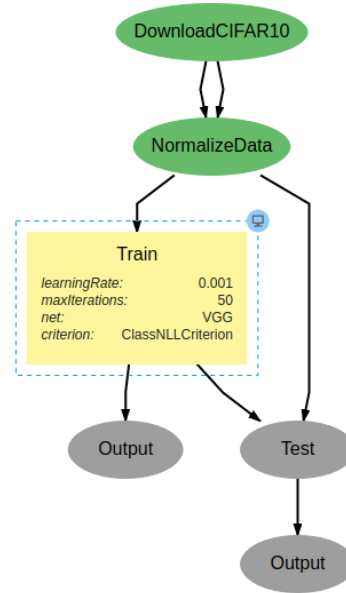 DownloadCIFAR10
NormalizeData
Train
learningRate: 0.001
maxIterations: 50
net: VGG
criterion: ClassNLLCriterion
Output
Test
Output